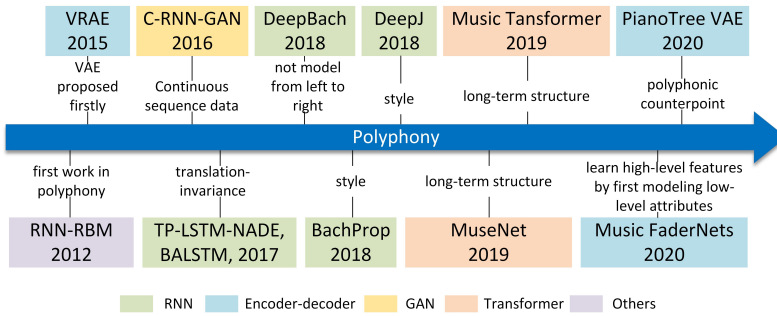 VRAE
2015
C-RNN-GAN
2016
DeepBach
2018
DeepJ
2018
Music Tansformer
2019
PianoTree VAE
2020
VAE
proposed
firstly
Continuous
sequence data
not model
from left to
right
style
long-term structure
polyphonic
counterpoint
Polyphony
first work in
polyphony
translation-
invariance
style
long-term structure
learn high-level features
by first modeling low-
level attributes
RNN-RBM
2012
TP-LSTM-NADE,
BALSTM, 2017
BachProp
2018
MuseNet
2019
Music FaderNets
2020
RNN
Encoder-decoder
GAN
Transformer
Others